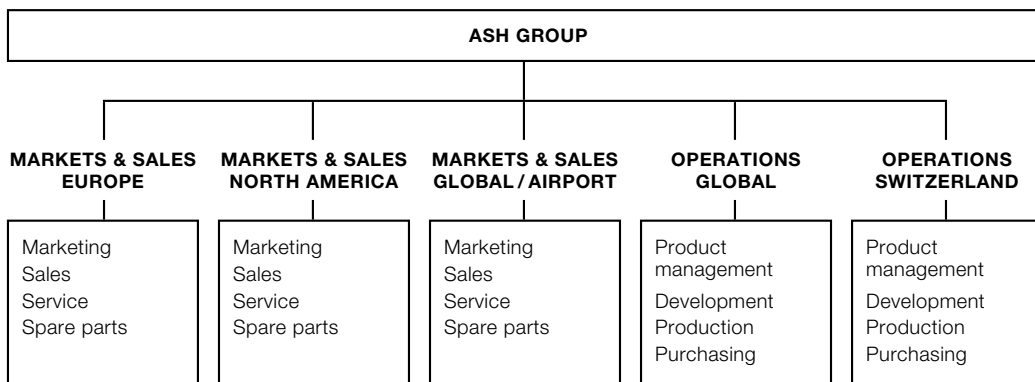 ASH GROUP
MARKETS & SALES
EUROPE
MARKETS & SALES
NORTH AMERICA
MARKETS & SALES
GLOBAL / AIRPORT
OPERATIONS
GLOBAL
OPERATIONS
SWITZERLAND
Marketing
Sales
Service
Spare parts
Marketing
Sales
Service
Spare parts
Marketing
Sales
Service
Spare parts
Product
management
Development
Production
Purchasing
Product
management
Development
Production
Purchasing